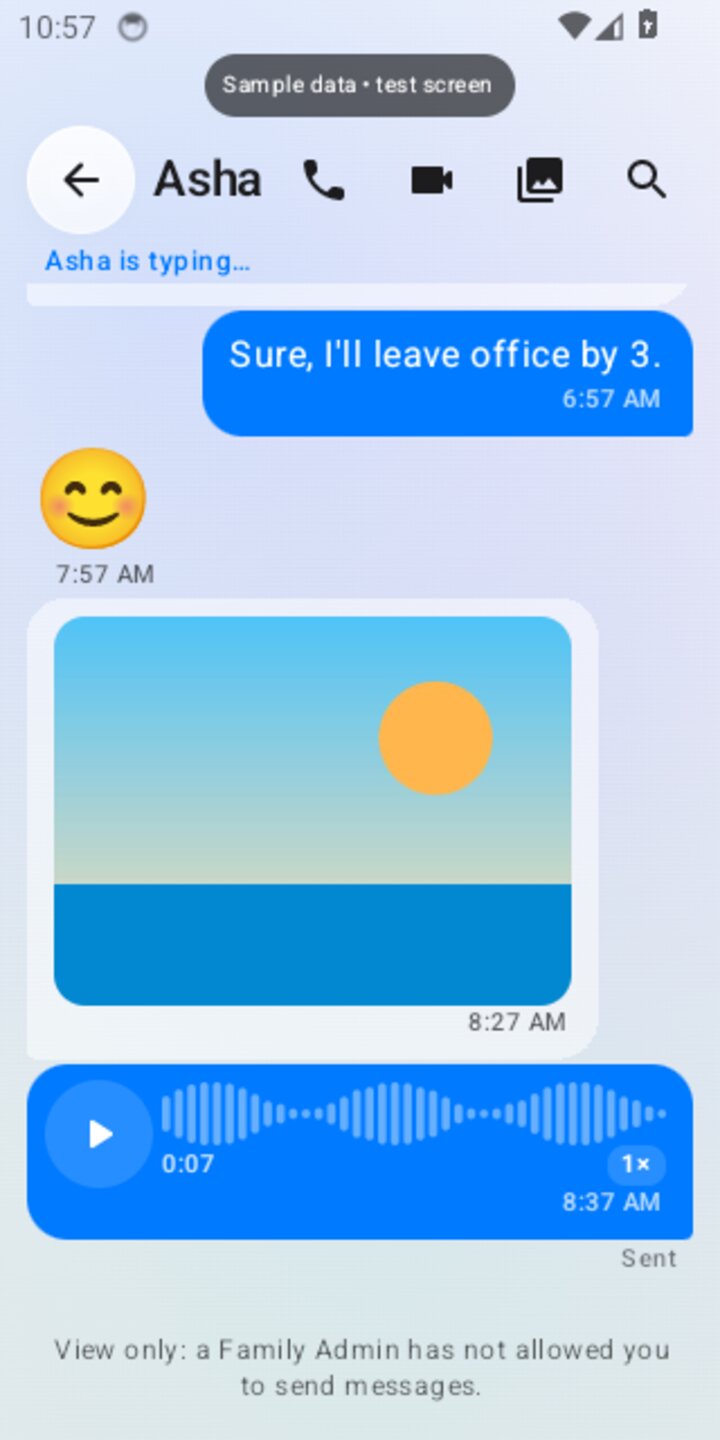 10:57
Sample data • test screen
Asha
Asha is typing...
Sure, I'll leave office by 3.
6:57 AM
7:57 AM
8:27 AM
0:07
1×
8:37 AM
Sent
View only: a Family Admin has not allowed you
to send messages.